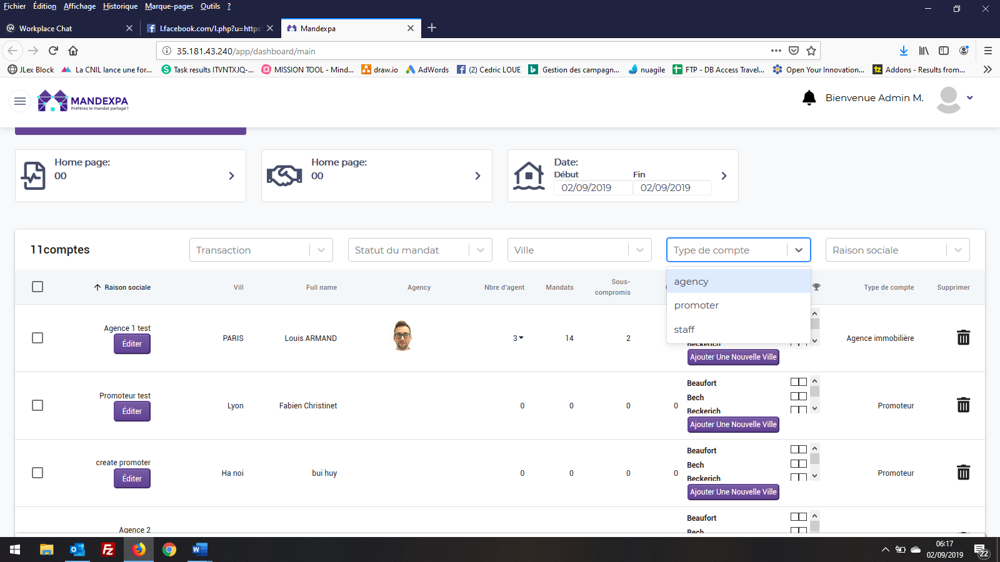 Fichier Édition Affichage Historique Marque-pages Outils ?
Workplace Chat
l.facebook.com/l.php?u=https
Mandexpa
35.181.43.240/app/dashboard/main
JLex Block
La CNIL lance une for...
Task results ITVNTXJQ-...
MISSION TOOL - Mind...
draw.io
AdWords
(2) Cedric LOUE
Gestion des campagn...
nuagile
FTP - DB Access Travel...
Open Your Innovation...
Addons - Results from...
MANDEXPA
Préférez le mandat partagé !
Bienvenue Admin M.
Home page:
00
Home page:
00
Date:
Début Fin
02/09/2019 02/09/2019
11comptes
Transaction
Statut du mandat
Ville
Type de compte
Raison sociale
agency
promoter
staff
Raison sociale
Vill
Full name
Agency
Nbre d'agent
Mandats
Sous-
compromis
Type de compte
Supprimer
Agence 1 test
Éditer
PARIS
Louis ARMAND
3
14
2
Beckerich
Ajouter Une Nouvelle Ville
Agence immobilière
Promoteur test
Éditer
Lyon
Fabien Christinet
0
0
0
0
Beaufort
Bech
Beckerich
Ajouter Une Nouvelle Ville
Promoteur
create promoter
Éditer
Ha noi
bui huy
0
0
0
0
Beaufort
Bech
Beckerich
Ajouter Une Nouvelle Ville
Promoteur
Agence 2
Beaufort
Bech
06:17
02/09/2019
22